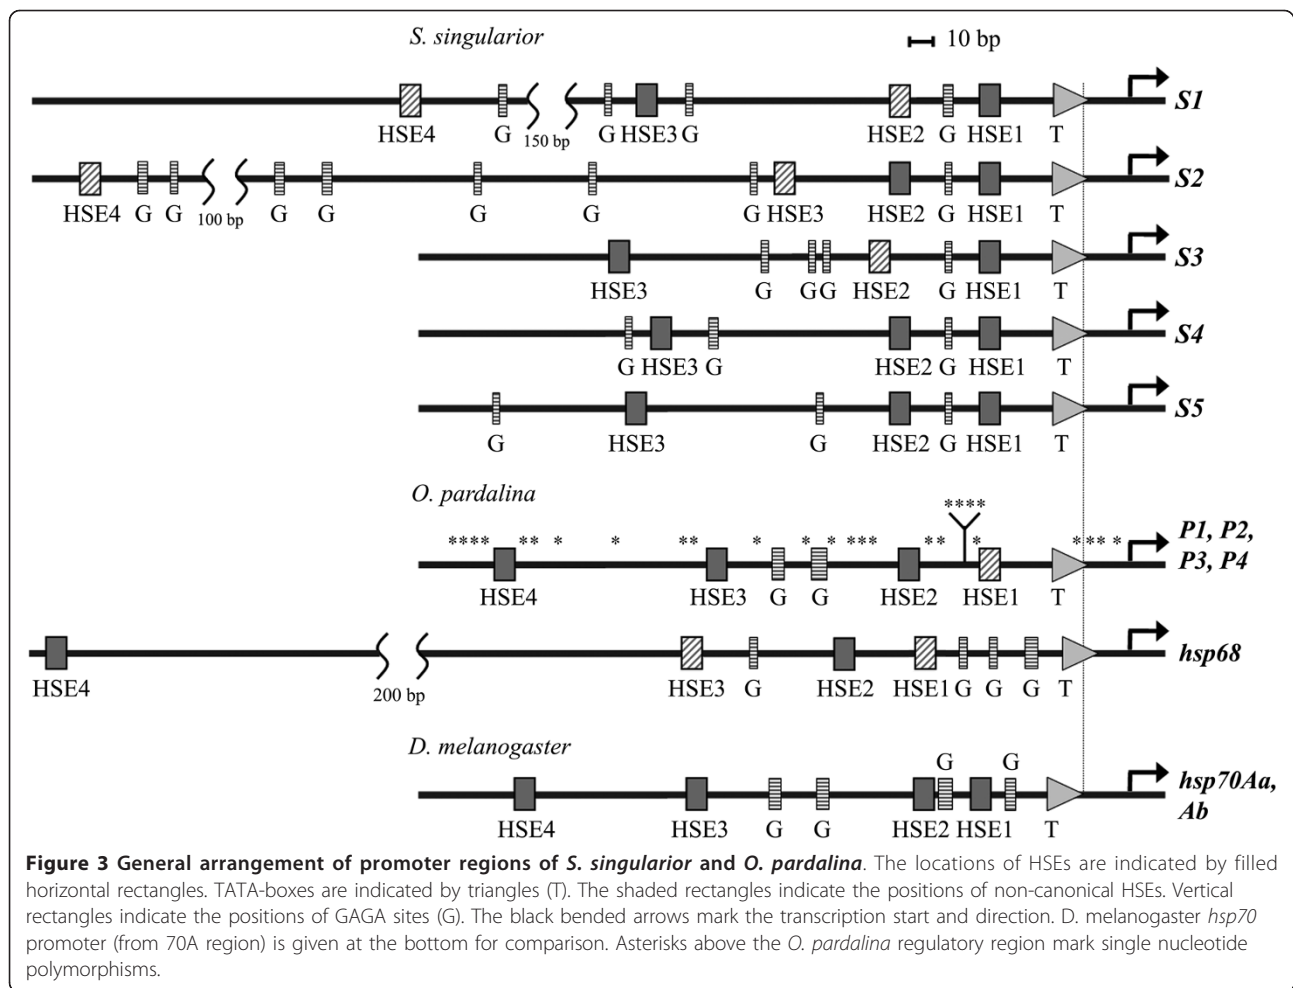 S. singularior
10 bp
HSE4 G 150 bp G HSE3 G HSE2 G HSE1 T S1
HSE4 G G 100 bp G G G G G HSE3 HSE2 G HSE1 T S2
HSE3 G G G HSE2 G HSE1 T S3
G HSE3 G HSE2 G HSE1 T S4
G HSE3 G HSE2 G HSE1 T S5
O. pardalina
****
**** ** * * ** * * * *** ** * * ** *
P1, P2,
P3, P4
HSE4 HSE3 G G HSE2 HSE1 T
hsp68
HSE4 200 bp HSE3 G HSE2 HSE1 G G G T
D. melanogaster
G G
hsp70Aa,
Ab
HSE4 HSE3 G G HSE2 HSE1 T
Figure 3 General arrangement of promoter regions of S. singularior and O. pardalina. The locations of HSEs are indicated by filled
horizontal rectangles. TATA-boxes are indicated by triangles (T). The shaded rectangles indicate the positions of non-canonical HSEs. Vertical
rectangles indicate the positions of GAGA sites (G). The black bended arrows mark the transcription start and direction. D. melanogaster hsp70
promoter (from 70A region) is given at the bottom for comparison. Asterisks above the O. pardalina regulatory region mark single nucleotide
polymorphisms.